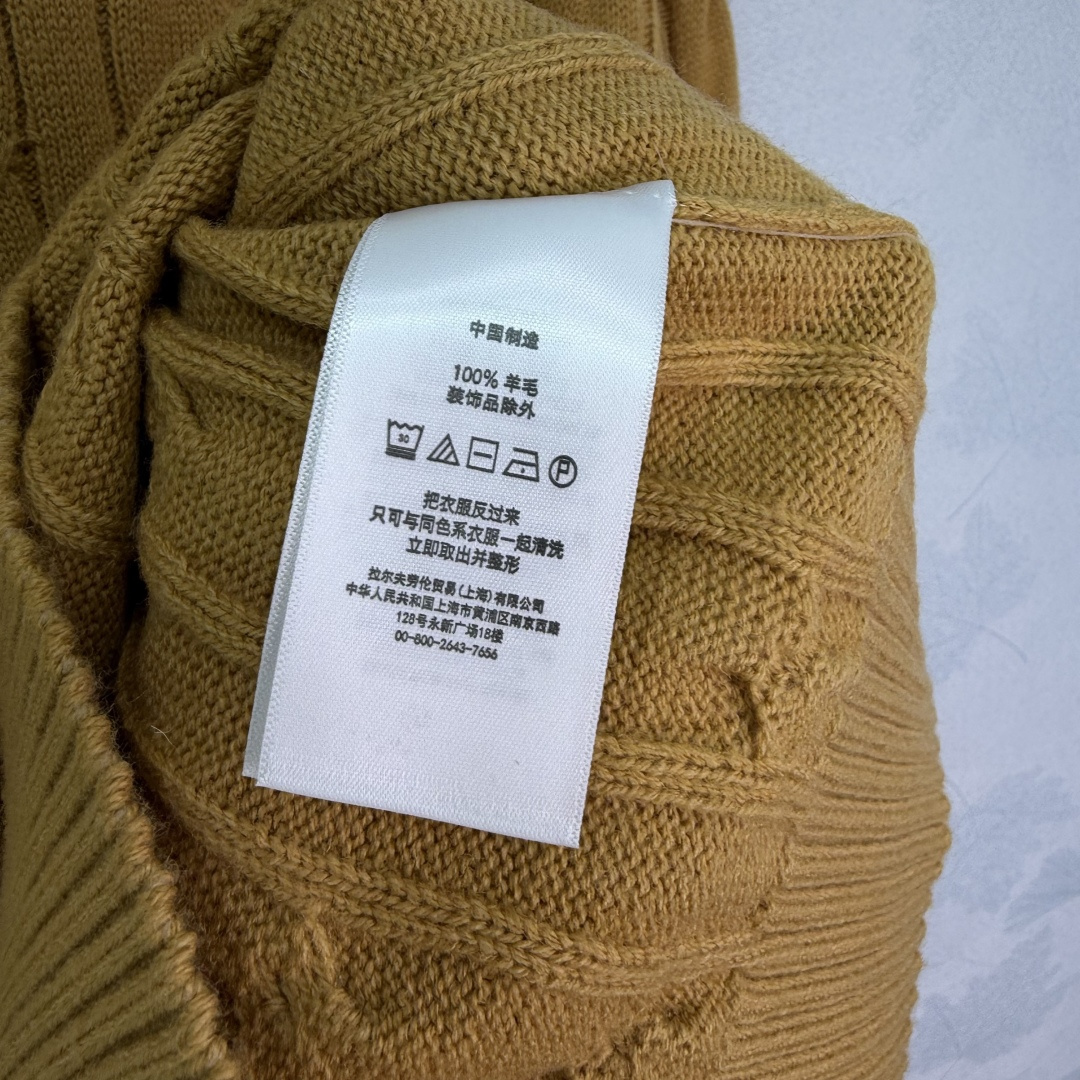 中国制造
100% 羊毛
装饰品除外
30
P
把衣服反过来
只可与同色系衣服一起清洗
立即取出并整形
拉尔夫劳伦贸易(上海)有限公司
中华人民共和国上海市黄浦区南京西路
128号永新广场18楼
00-800-2643-7656